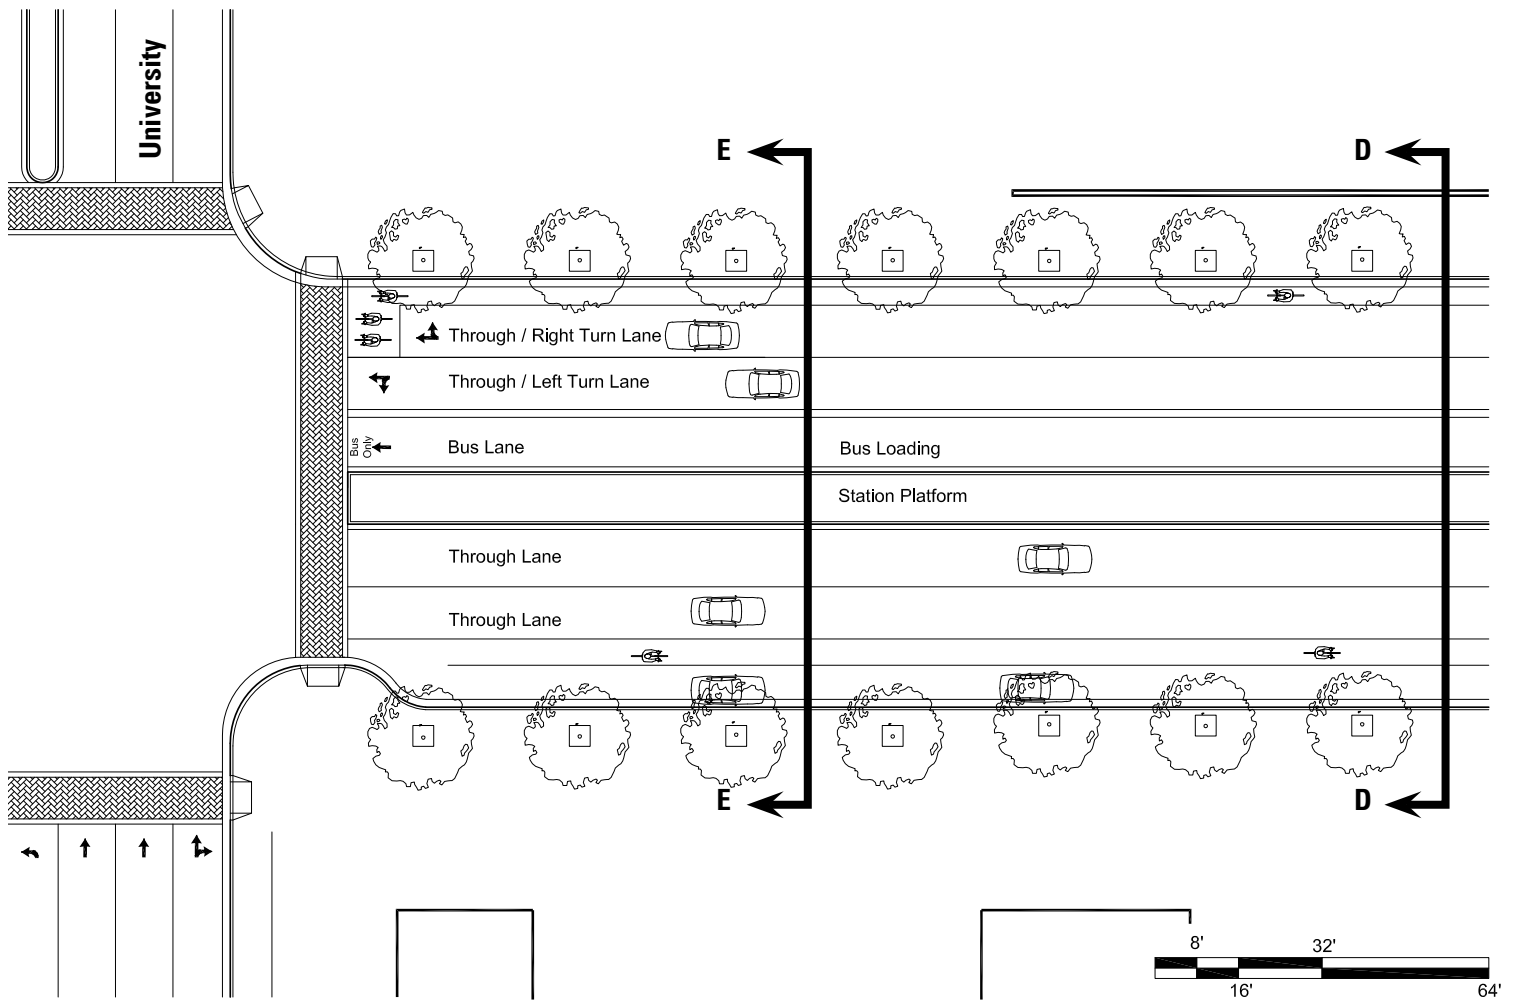 University
E
D
Through / Right Turn Lane
Through / Left Turn Lane
Bus
Only
Bus Lane
Bus Loading
Station Platform
Through Lane
Through Lane
E
D
8'
32'
16'
64'